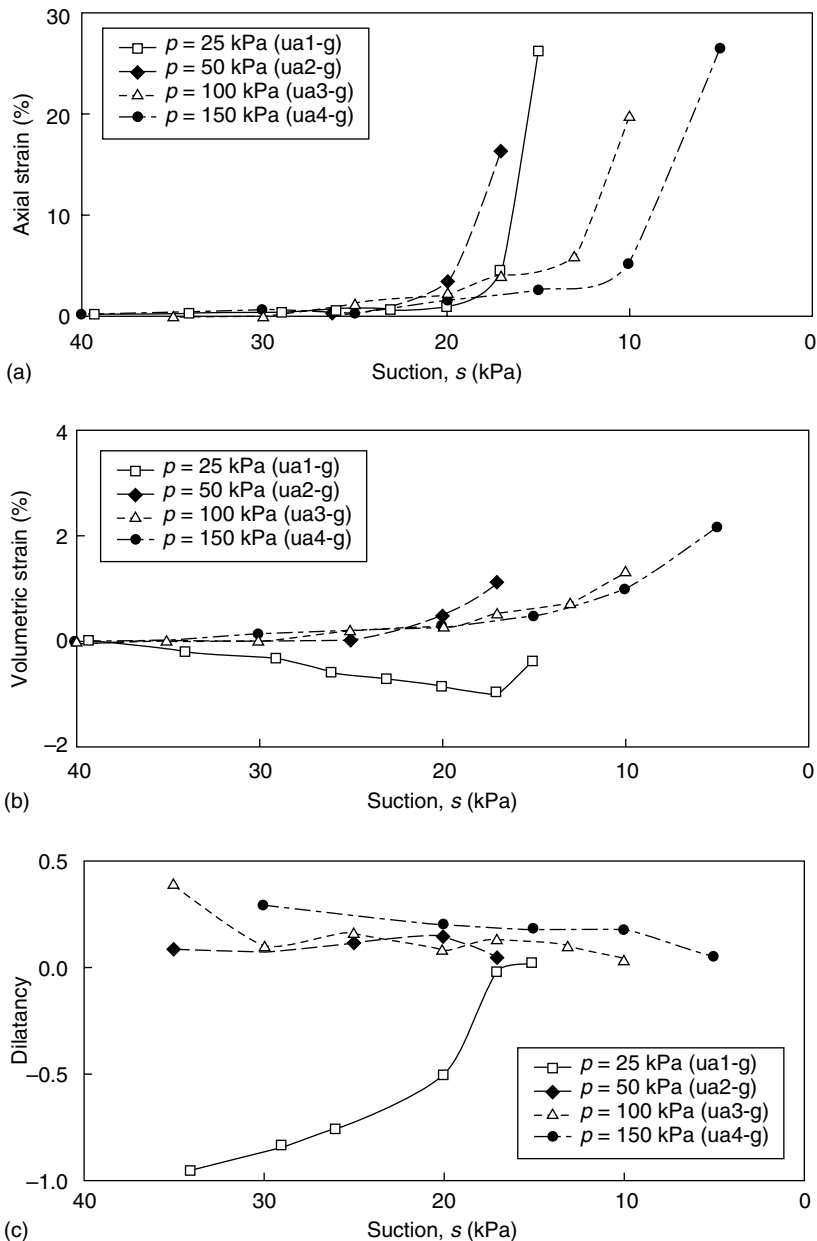 30
20
10
0
Axial strain (%)
p = 25 kPa (ua1-g)
p = 50 kPa (ua2-g)
p = 100 kPa (ua3-g)
p = 150 kPa (ua4-g)
40 30 20 10 0
(a)
Suction, s (kPa)
4
2
0
−2
Volumetric strain (%)
p = 25 kPa (ua1-g)
p = 50 kPa (ua2-g)
p = 100 kPa (ua3-g)
p = 150 kPa (ua4-g)
40 30 20 10 0
(b)
Suction, s (kPa)
0.5
0.0
−0.5
−1.0
Dilatancy
p = 25 kPa (ua1-g)
p = 50 kPa (ua2-g)
p = 100 kPa (ua3-g)
p = 150 kPa (ua4-g)
40 30 20 10 0
(c)
Suction, s (kPa)